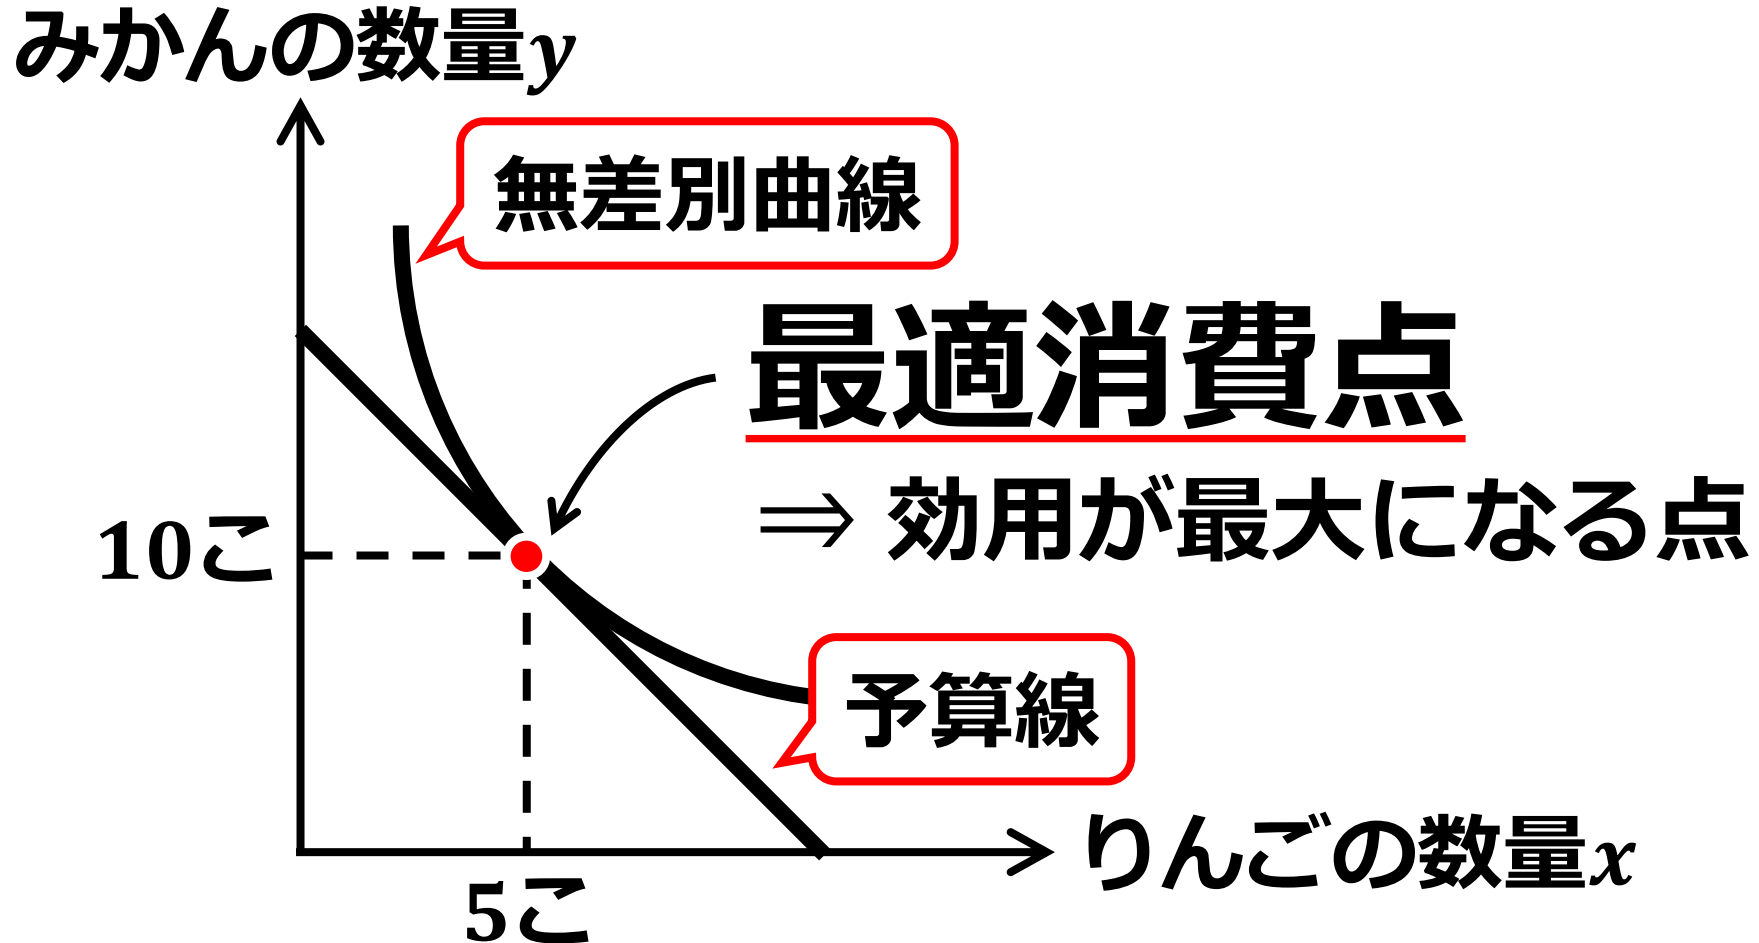 みかんの数量y
無差別曲線
最適消費点
⇒ 効用が最大になる点
10こ
予算線
りんごの数量x
5こ